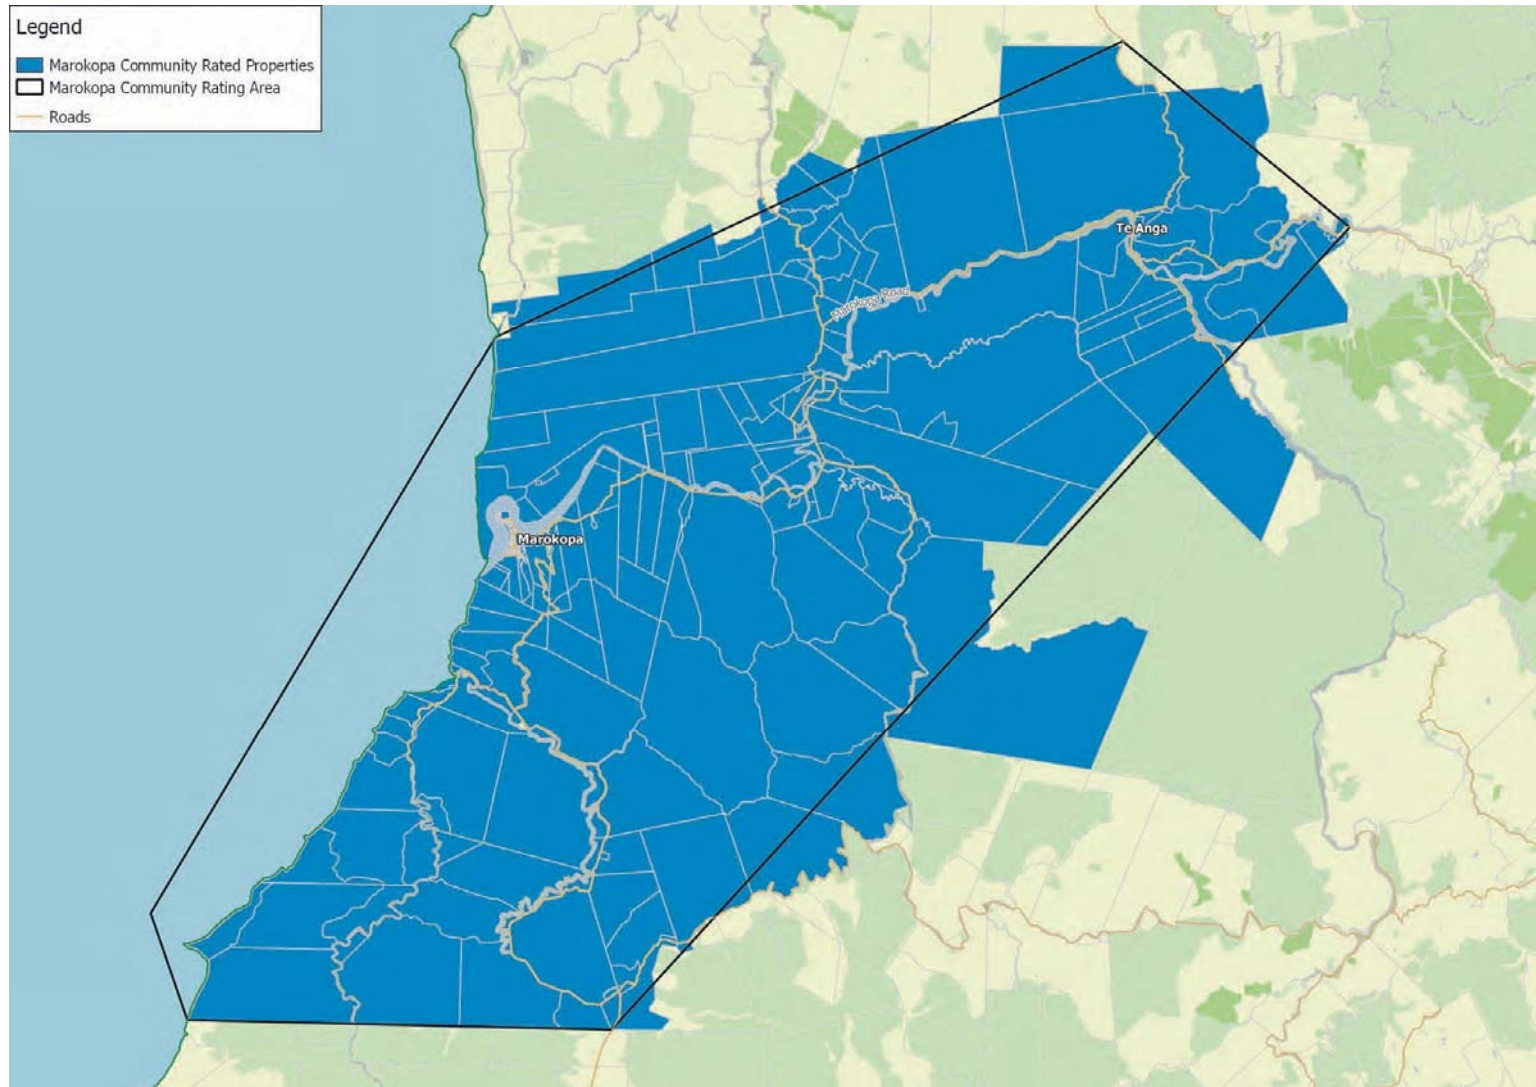 Legend
Marokopa Community Rated Properties
Marokopa Community Rating Area
Roads
Te Anga
Marokopa Road
Marokopa